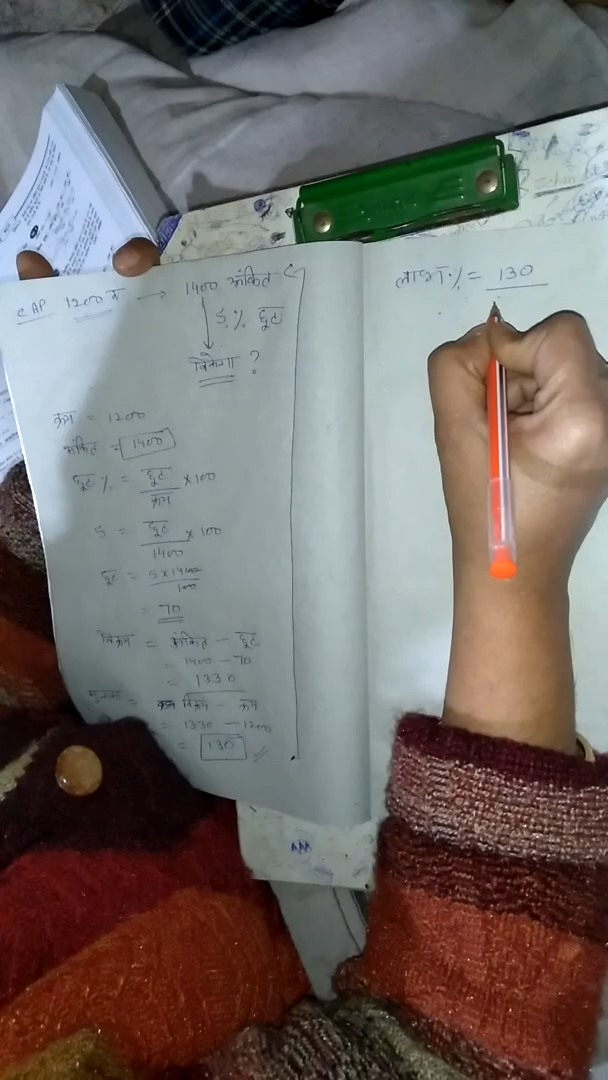 CAP 1200 रु → 1400 अंकित
5% छूट
बिकेगा ?
क्रय = 1200
अंकित = 1400
छूट % = छूट/क्रय × 100
5 = छूट/1400 × 100
छूट = 5 × 1400/100
= 70
विक्रय = अंकित - छूट
= 1400 - 70
= 1330
मुनाफा = विक्रय - क्रय
= 1330 - 1200
= 130
लाभ % = 130